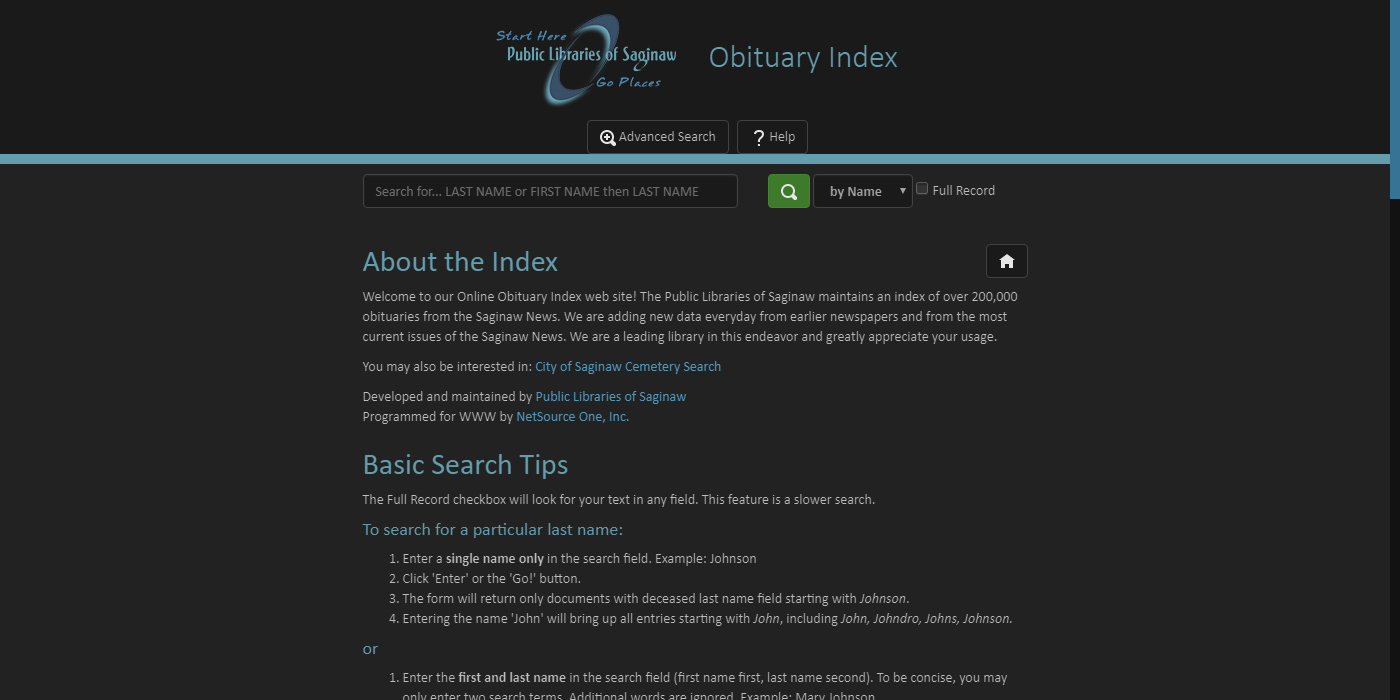 Start Here
Public Libraries of Saginaw
Go Places
Obituary Index
Advanced Search
Help
Search for... LAST NAME or FIRST NAME then LAST NAME
by Name
Full Record
About the Index
Welcome to our Online Obituary Index web site! The Public Libraries of Saginaw maintains an index of over 200,000
obituaries from the Saginaw News. We are adding new data everyday from earlier newspapers and from the most
current issues of the Saginaw News. We are a leading library in this endeavor and greatly appreciate your usage.
You may also be interested in: City of Saginaw Cemetery Search
Developed and maintained by Public Libraries of Saginaw
Programmed for WWW by NetSource One, Inc.
Basic Search Tips
The Full Record checkbox will look for your text in any field. This feature is a slower search.
To search for a particular last name:
1. Enter a single name only in the search field. Example: Johnson
2. Click 'Enter' or the 'Go!' button.
3. The form will return only documents with deceased last name field starting with Johnson.
4. Entering the name 'John' will bring up all entries starting with John, including John, Johndro, Johns, Johnson.
or
1. Enter the first and last name in the search field (first name first, last name second). To be concise, you may
only enter two search terms. Additional words are ignored. Example: Mary Johnson